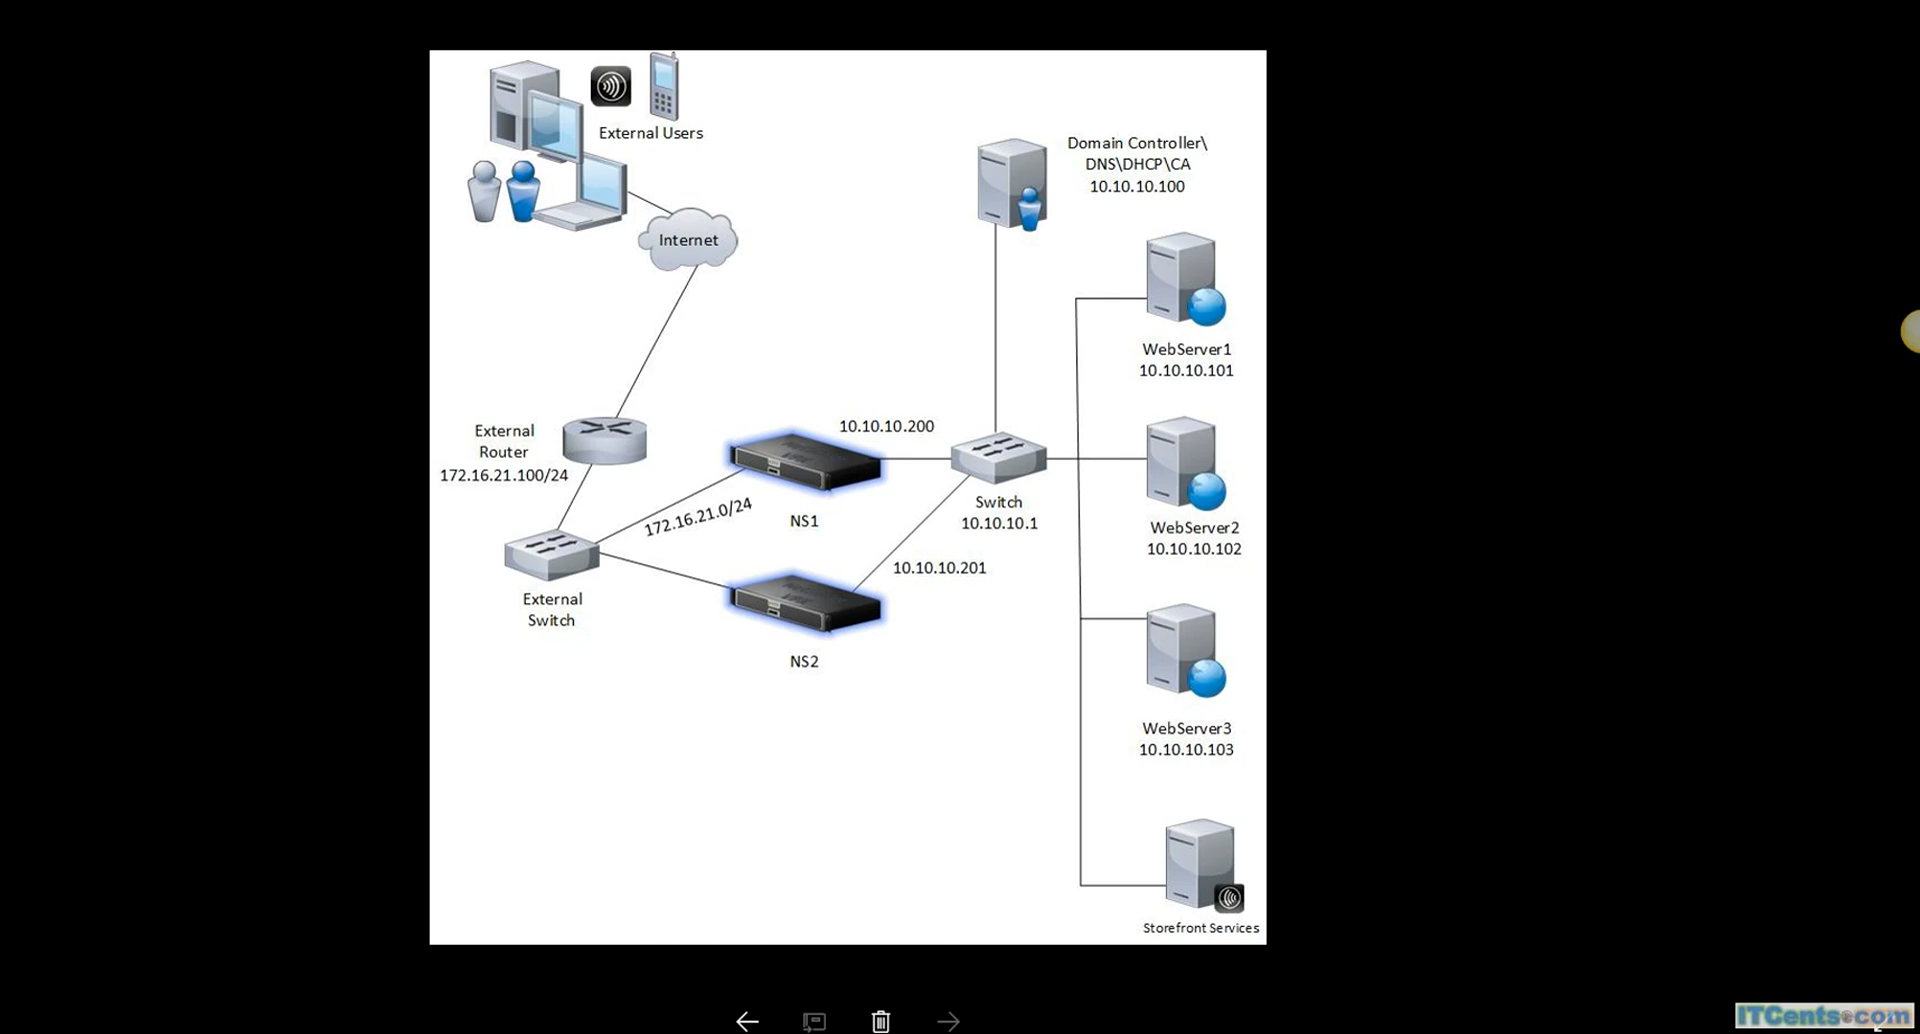 External Users
Internet
Domain Controller\
DNS\DHCP\CA
10.10.10.100
WebServer1
10.10.10.101
External
Router
172.16.21.100/24
10.10.10.200
172.16.21.0/24
NS1
Switch
10.10.10.1
WebServer2
10.10.10.102
10.10.10.201
External
Switch
NS2
WebServer3
10.10.10.103
Storefront Services
ITCents.com